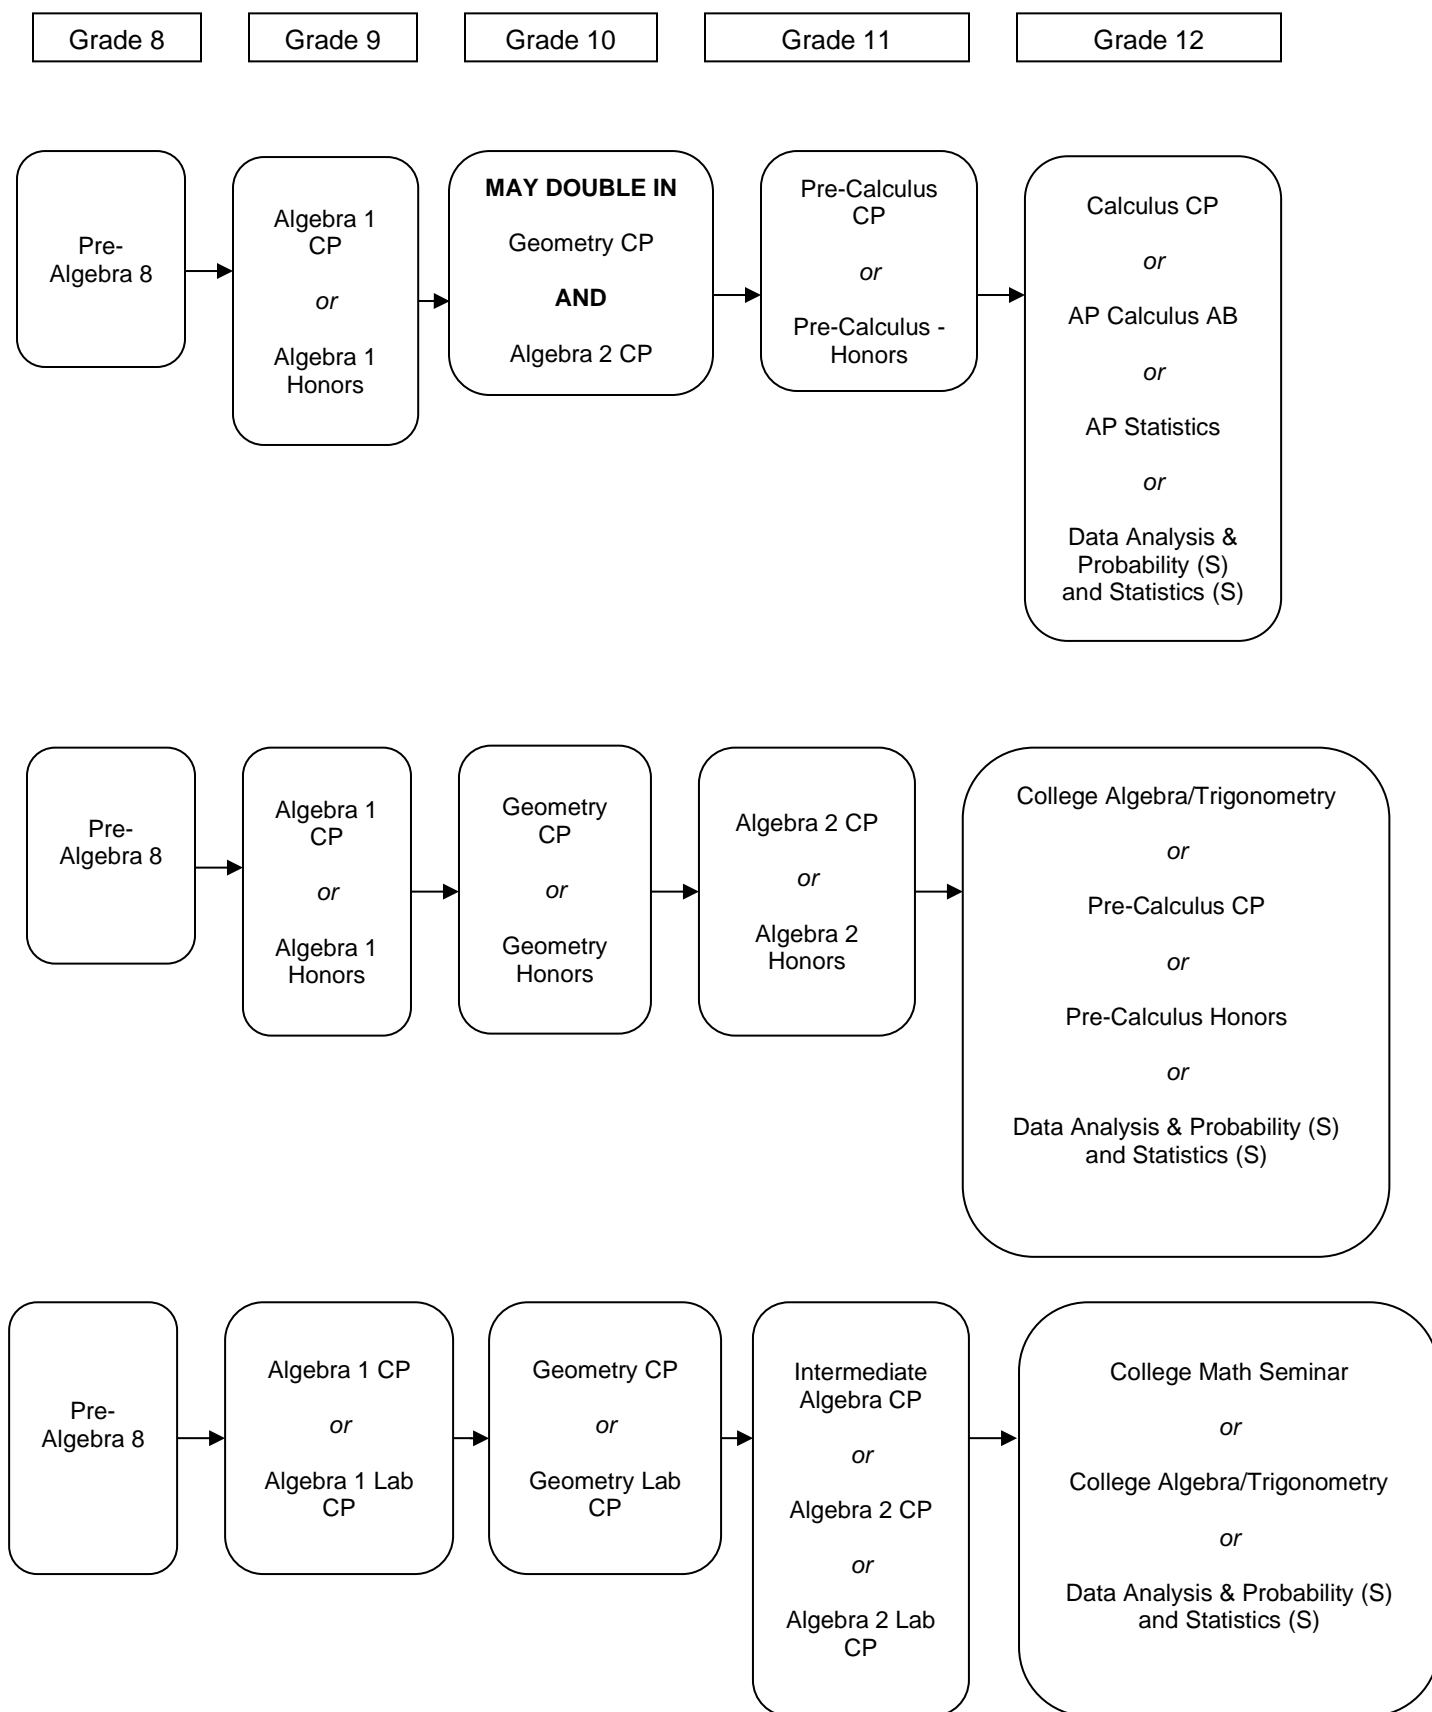 Grade 8
Grade 9
Grade 10
Grade 11
Grade 12
Pre-
Algebra 8
Algebra 1
CP
or
Algebra 1
Honors
MAY DOUBLE IN
Geometry CP
AND
Algebra 2 CP
Pre-Calculus
CP
or
Pre-Calculus -
Honors
Calculus CP
or
AP Calculus AB
or
AP Statistics
or
Data Analysis &
Probability (S)
and Statistics (S)
Pre-
Algebra 8
Algebra 1
CP
or
Algebra 1
Honors
Geometry
CP
or
Geometry
Honors
Algebra 2 CP
or
Algebra 2
Honors
College Algebra/Trigonometry
or
Pre-Calculus CP
or
Pre-Calculus Honors
or
Data Analysis & Probability (S)
and Statistics (S)
Pre-
Algebra 8
Algebra 1 CP
or
Algebra 1 Lab
CP
Geometry CP
or
Geometry Lab
CP
Intermediate
Algebra CP
or
Algebra 2 CP
or
Algebra 2 Lab
CP
College Math Seminar
or
College Algebra/Trigonometry
or
Data Analysis & Probability (S)
and Statistics (S)